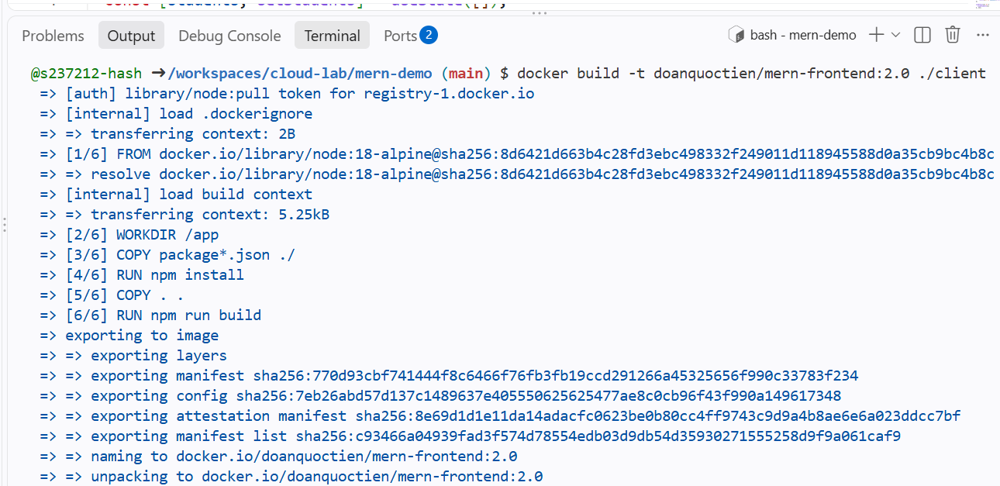 Problems Output Debug Console Terminal Ports 2 bash - mern-demo
@s237212-hash → /workspaces/cloud-lab/mern-demo (main) $ docker build -t doanquoctien/mern-frontend:2.0 ./client
=> [auth] library/node:pull token for registry-1.docker.io
=> [internal] load .dockerignore
=> => transferring context: 2B
=> [1/6] FROM docker.io/library/node:18-alpine@sha256:8d6421d663b4c28fd3ebc498332f249011d118945588d0a35cb9bc4b8c
=> => resolve docker.io/library/node:18-alpine@sha256:8d6421d663b4c28fd3ebc498332f249011d118945588d0a35cb9bc4b8c
=> [internal] load build context
=> => transferring context: 5.25kB
=> [2/6] WORKDIR /app
=> [3/6] COPY package*.json ./
=> [4/6] RUN npm install
=> [5/6] COPY . .
=> [6/6] RUN npm run build
=> exporting to image
=> => exporting layers
=> => exporting manifest sha256:770d93cbf741444f8c6466f76fb3fb19ccd291266a45325656f990c33783f234
=> => exporting config sha256:7eb26abd57d137c1489637e405550625625477ae8c0cb96f43f990a149617348
=> => exporting attestation manifest sha256:8e69d1d1e11da14adacfc0623be0b80cc4ff9743c9d9a4b8ae6e6a023ddcc7bf
=> => exporting manifest list sha256:c93466a04939fad3f574d78554edb03d9db54d35930271555258d9f9a061caf9
=> => naming to docker.io/doanquoctien/mern-frontend:2.0
=> => unpacking to docker.io/doanquoctien/mern-frontend:2.0